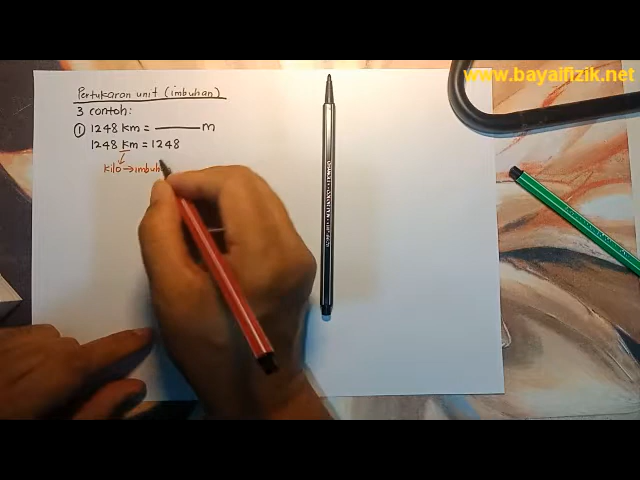 www.bayaifizik.net
Pertukaran unit (imbuhan)
3 contoh:
① 1248 km = ______ m
1248 km = 1248
kilo → imbuh